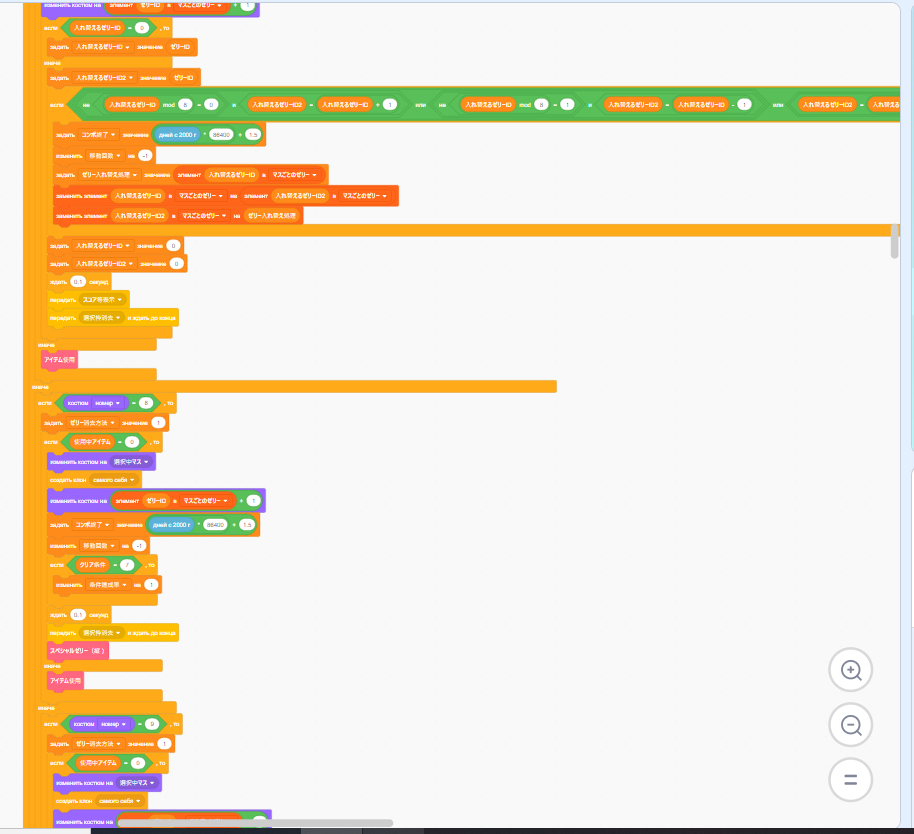 изменить костюм на элемент ゼリーID в マスごとのゼリー + 1
если 入れ替えるゼリーID = 0 , то
задать 入れ替えるゼリーID значение ゼリーID
иначе
задать 入れ替えるゼリーID2 значение ゼリーID
если не 入れ替えるゼリーID mod 8 = 0 и 入れ替えるゼリーID2 = 入れ替えるゼリーID + 1 или не 入れ替えるゼリーID mod 8 = 1 и 入れ替えるゼリーID2 = 入れ替えるゼリーID - 1 или 入れ替えるゼリーID2 = 入れ替える
задать コンボ終了 значение дней с 2000 г * 86400 + 1.5
изменить 移動回数 на -1
задать ゼリー入れ替え処理 значение элемент 入れ替えるゼリーID в マスごとのゼリー
заменить элемент 入れ替えるゼリーID в マスごとのゼリー на элемент 入れ替えるゼリーID2 в マスごとのゼリー
заменить элемент 入れ替えるゼリーID2 в マスごとのゼリー на ゼリー入れ替え処理
задать 入れ替えるゼリーID значение 0
задать 入れ替えるゼリーID2 значение 0
ждать 0.1 секунд
передать スコア等表示
передать 選択枠消去 и ждать до конца
иначе
アイテム使用
иначе
если костюм номер = 8 , то
задать ゼリー消去方法 значение 1
если 使用中アイテム = 0 , то
изменить костюм на 選択中マス
создать клон самого себя
изменить костюм на элемент ゼリーID в マスごとのゼリー + 1
задать コンボ終了 значение дней с 2000 г * 86400 + 1.5
изменить 移動回数 на -1
если クリア条件 = 7 , то
изменить 条件達成率 на 1
ждать 0.1 секунд
передать 選択枠消去 и ждать до конца
スペシャルゼリー（縦）
иначе
アイテム使用
иначе
если костюм номер = 9 , то
задать ゼリー消去方法 значение 1
если 使用中アイテム = 0 , то
изменить костюм на 選択中マス
создать клон самого себя
изменить костюм на